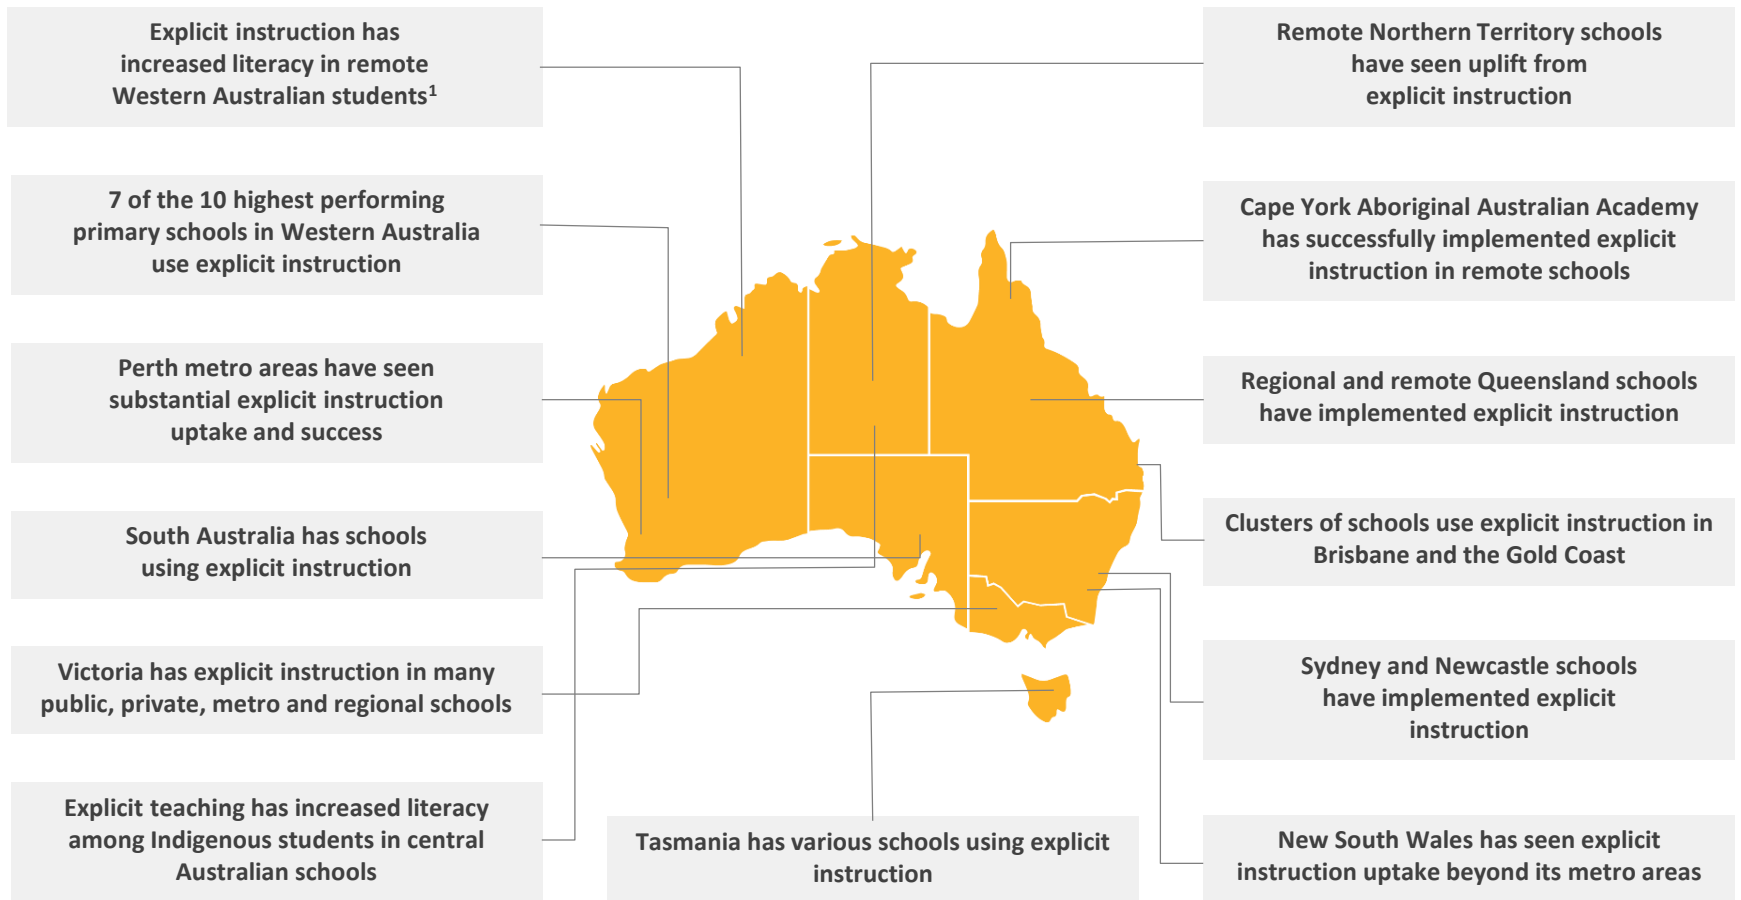 Explicit instruction has
increased literacy in remote
Western Australian students¹
7 of the 10 highest performing
primary schools in Western Australia
use explicit instruction
Perth metro areas have seen
substantial explicit instruction
uptake and success
South Australia has schools
using explicit instruction
Victoria has explicit instruction in many
public, private, metro and regional schools
Explicit teaching has increased literacy
among Indigenous students in central
Australian schools
Tasmania has various schools using explicit
instruction
Remote Northern Territory schools
have seen uplift from
explicit instruction
Cape York Aboriginal Australian Academy
has successfully implemented explicit
instruction in remote schools
Regional and remote Queensland schools
have implemented explicit instruction
Clusters of schools use explicit instruction in
Brisbane and the Gold Coast
Sydney and Newcastle schools
have implemented explicit
instruction
New South Wales has seen explicit
instruction uptake beyond its metro areas